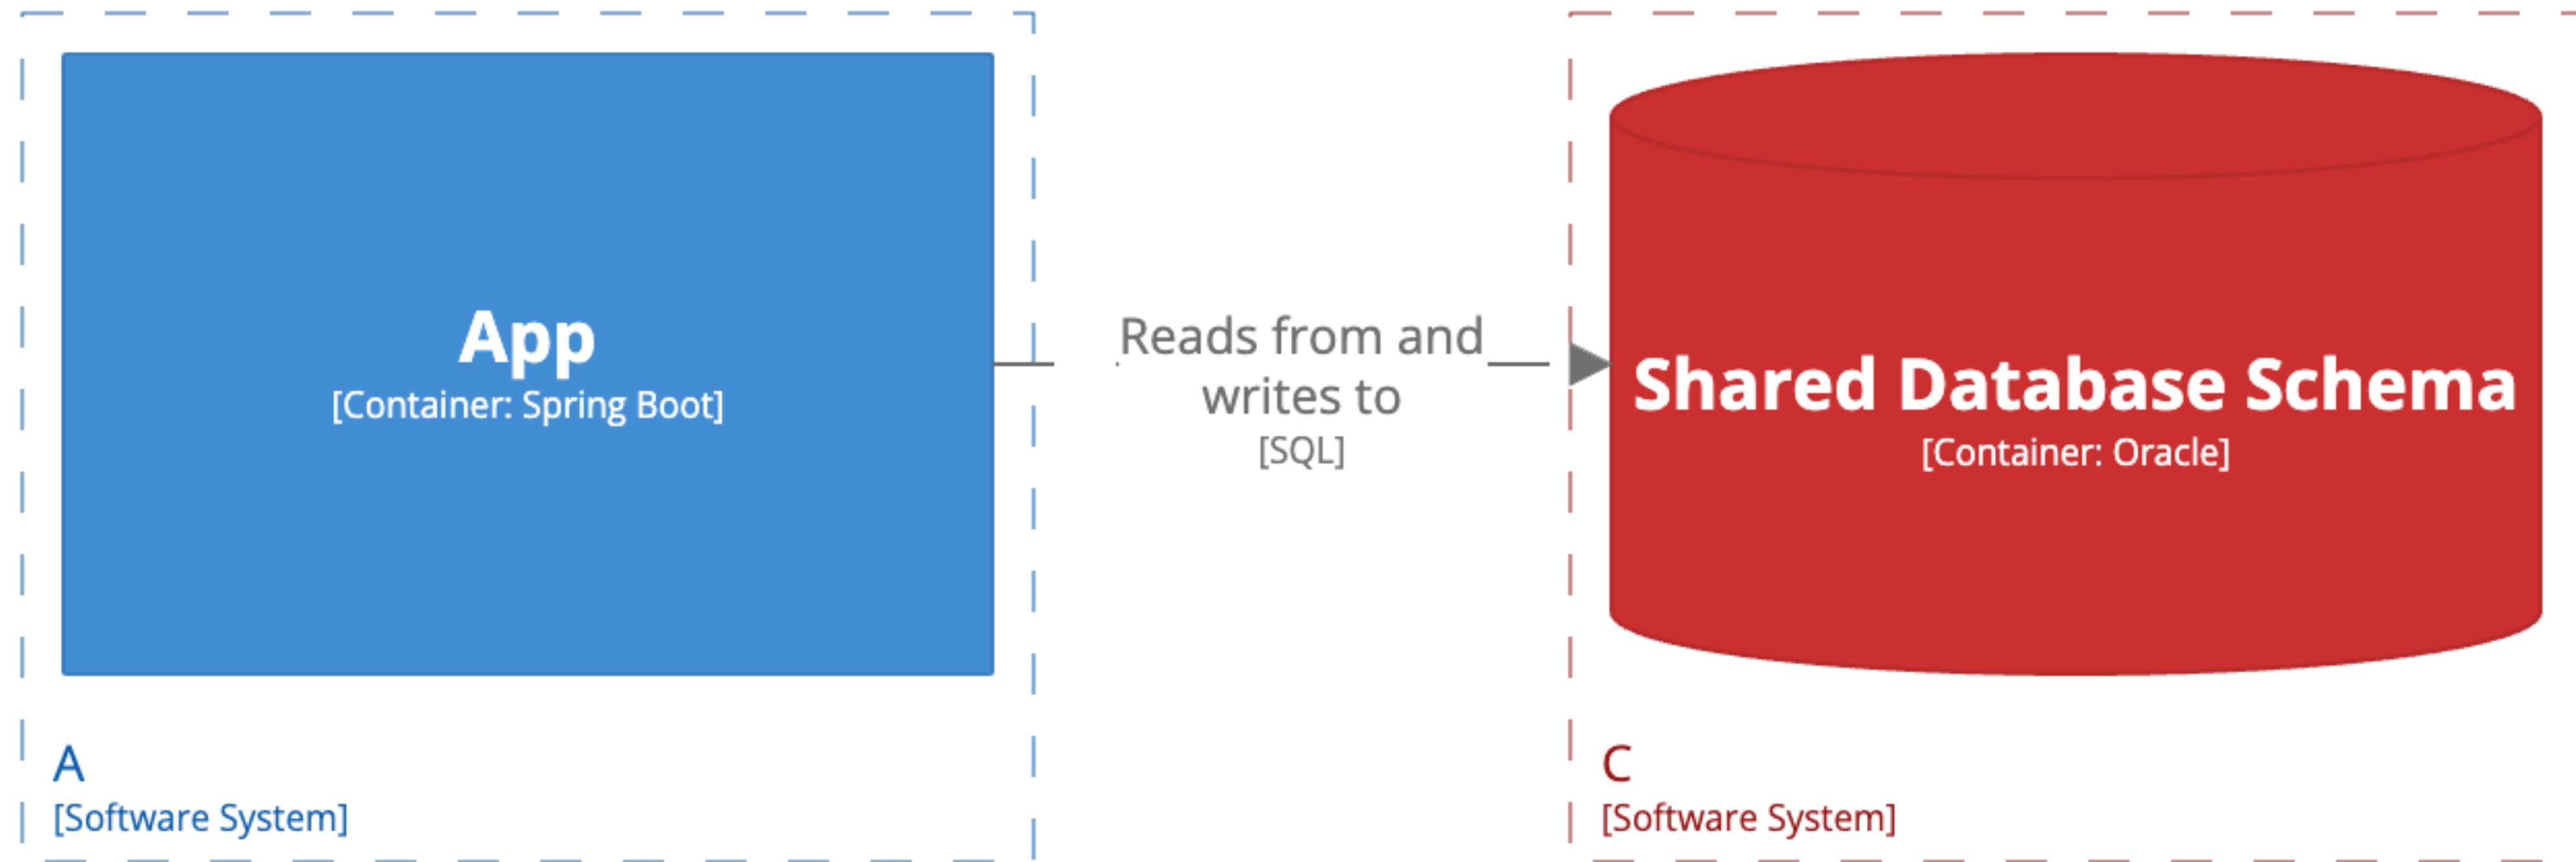 App
[Container: Spring Boot]
Reads from and
writes to
[SQL]
Shared Database Schema
[Container: Oracle]
A
[Software System]
C
[Software System]